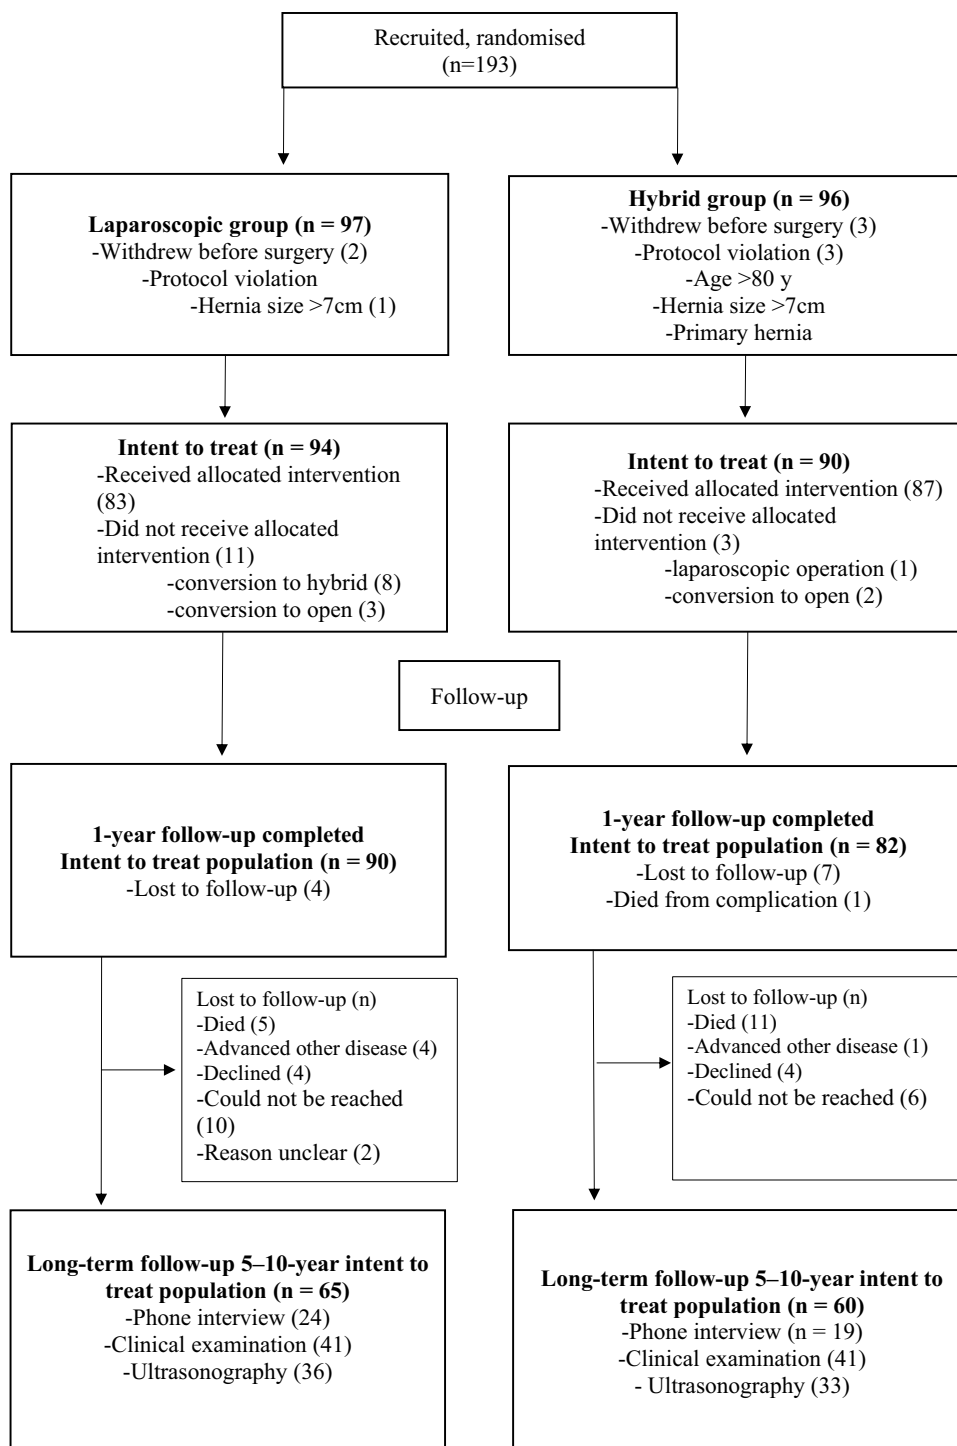 Recruited, randomised
(n=193)
Laparoscopic group (n = 97)
-Withdrew before surgery (2)
-Protocol violation
-Hernia size >7cm (1)
Hybrid group (n = 96)
-Withdrew before surgery (3)
-Protocol violation (3)
-Age >80 y
-Hernia size >7cm
-Primary hernia
Intent to treat (n = 94)
-Received allocated intervention
(83)
-Did not receive allocated
intervention (11)
-conversion to hybrid (8)
-conversion to open (3)
Intent to treat (n = 90)
-Received allocated intervention (87)
-Did not receive allocated
intervention (3)
-laparoscopic operation (1)
-conversion to open (2)
Follow-up
1-year follow-up completed
Intent to treat population (n = 90)
-Lost to follow-up (4)
1-year follow-up completed
Intent to treat population (n = 82)
-Lost to follow-up (7)
-Died from complication (1)
Lost to follow-up (n)
-Died (5)
-Advanced other disease (4)
-Declined (4)
-Could not be reached
(10)
-Reason unclear (2)
Lost to follow-up (n)
-Died (11)
-Advanced other disease (1)
-Declined (4)
-Could not be reached (6)
Long-term follow-up 5–10-year intent to
treat population (n = 65)
-Phone interview (24)
-Clinical examination (41)
-Ultrasonography (36)
Long-term follow-up 5–10-year intent to
treat population (n = 60)
-Phone interview (n = 19)
-Clinical examination (41)
- Ultrasonography (33)